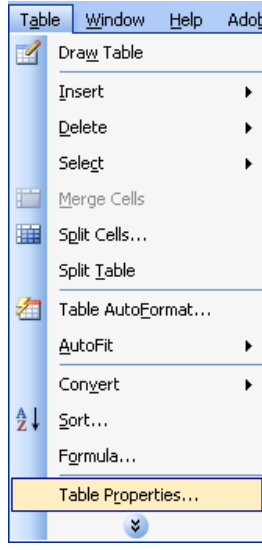 Table Window Help Adob
Draw Table
Insert
Delete
Select
Merge Cells
Split Cells...
Split Table
Table AutoFormat...
AutoFit
Convert
A Z Sort...
Formula...
Table Properties...